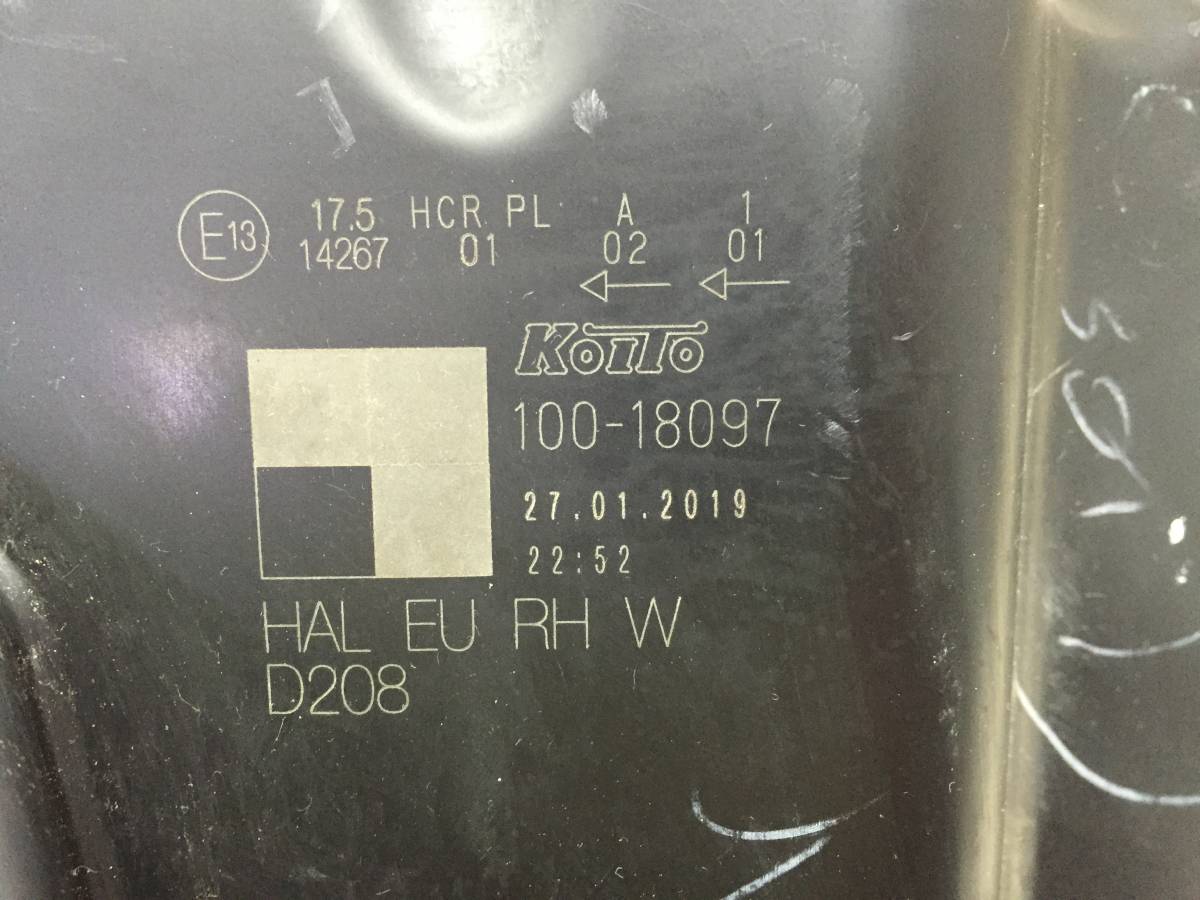 E13 17.5 HCR PL A 1
14267 01 02 01
KOITO
100-18097
27.01.2019
22:52
HAL EU RH W
D208